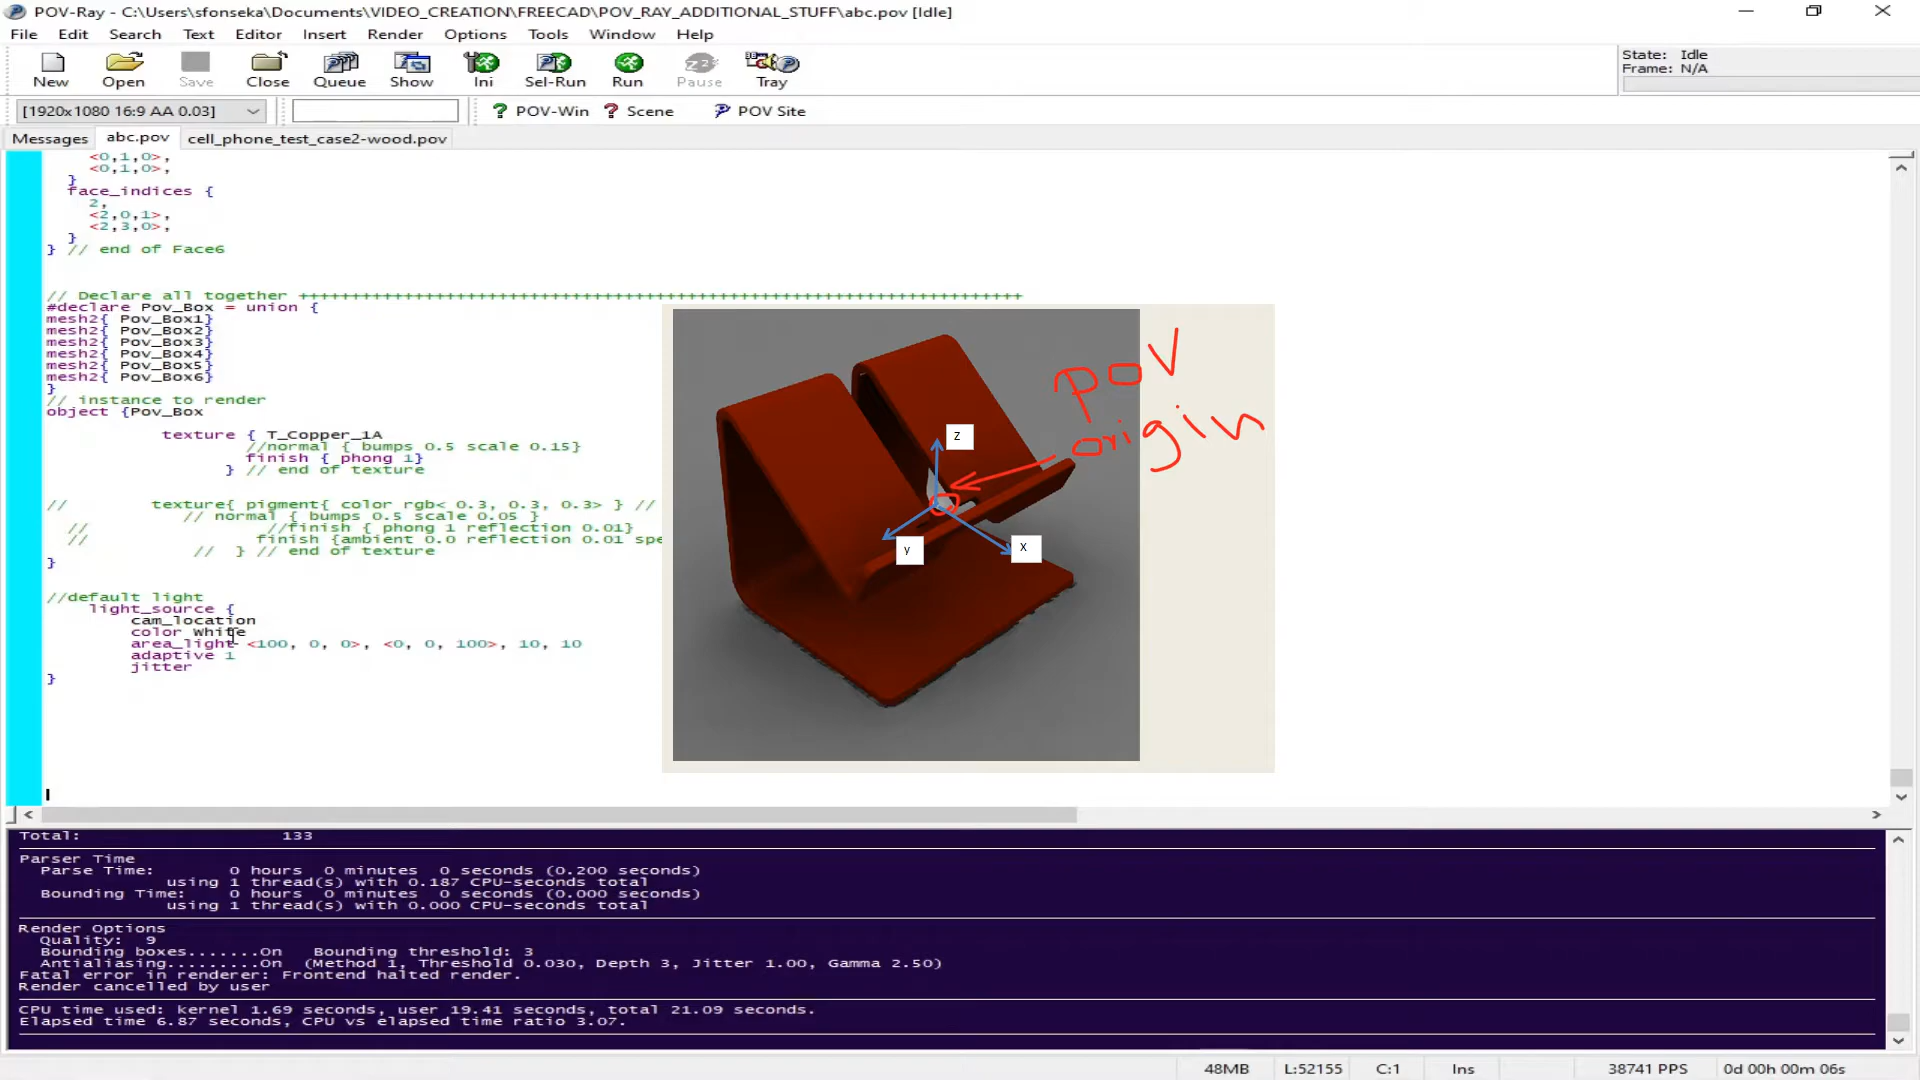 POV-Ray - C:\Users\sfonseka\Documents\VIDEO_CREATION\FREECAD\POV_RAY_ADDITIONAL_STUFF\abc.pov [Idle]
File Edit Search Text Editor Insert Render Options Tools Window Help
New Open Save Close Queue Show Ini Sel-Run Run Pause Tray
State: Idle
Frame: N/A
[1920x1080 16:9 AA 0.03] ? POV-Win ? Scene POV Site
Messages abc.pov cell_phone_test_case2-wood.pov
<0,1,0>,
<0,1,0>,
}
face_indices {
2,
<2,0,1>,
<2,3,0>,
}
} // end of Face6
// Declare all together +++++++++++++++++++++++++++++++++++++++++++++++++++++++++++++++++++++
#declare Pov_Box = union {
mesh2{ Pov_Box1}
mesh2{ Pov_Box2}
mesh2{ Pov_Box3}
mesh2{ Pov_Box4}
mesh2{ Pov_Box5}
mesh2{ Pov_Box6}
}
// instance to render
object {Pov_Box
texture { T_Copper_1A
//normal { bumps 0.5 scale 0.15}
finish { phong 1}
} // end of texture
// texture{ pigment{ color rgb< 0.3, 0.3, 0.3> } //
// normal { bumps 0.5 scale 0.05 }
// //finish { phong 1 reflection 0.01}
// finish {ambient 0.0 reflection 0.01 spe
// } // end of texture
}
//default light
light_source {
cam_location
color White
area_light <100, 0, 0>, <0, 0, 100>, 10, 10
adaptive 1
jitter
}
POV
origin
Z
y
X
Total: 133
Parser Time
Parse Time: 0 hours 0 minutes 0 seconds (0.200 seconds)
using 1 thread(s) with 0.187 CPU-seconds total
Bounding Time: 0 hours 0 minutes 0 seconds (0.000 seconds)
using 1 thread(s) with 0.000 CPU-seconds total
Render Options
Quality: 9
Bounding boxes.......On Bounding threshold: 3
Antialiasing.........On (Method 1, Threshold 0.030, Depth 3, Jitter 1.00, Gamma 2.50)
Fatal error in renderer: Frontend halted render.
Render cancelled by user
CPU time used: kernel 1.69 seconds, user 19.41 seconds, total 21.09 seconds.
Elapsed time 6.87 seconds, CPU vs elapsed time ratio 3.07.
48MB L:52155 C:1 Ins 38741 PPS 0d 00h 00m 06s